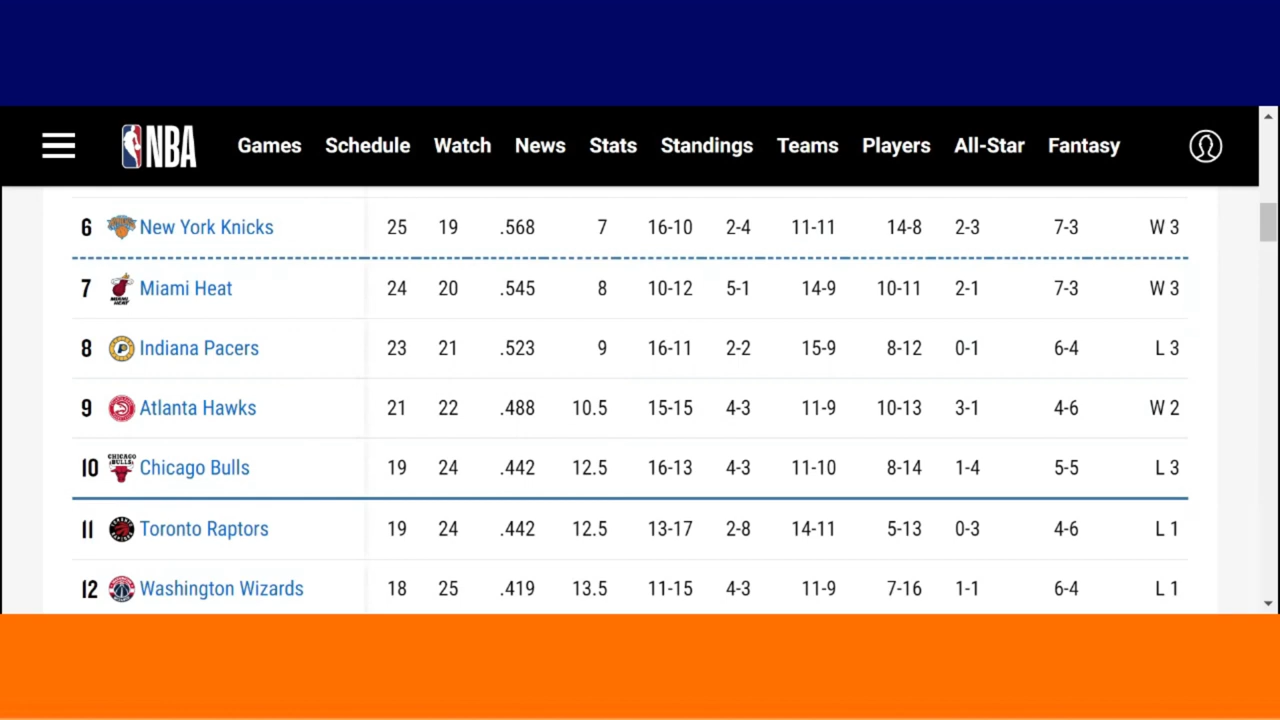 NBA Games Schedule Watch News Stats Standings Teams Players All-Star Fantasy
6 New York Knicks 25 19 .568 7 16-10 2-4 11-11 14-8 2-3 7-3 W 3
7 Miami Heat 24 20 .545 8 10-12 5-1 14-9 10-11 2-1 7-3 W 3
8 Indiana Pacers 23 21 .523 9 16-11 2-2 15-9 8-12 0-1 6-4 L 3
9 Atlanta Hawks 21 22 .488 10.5 15-15 4-3 11-9 10-13 3-1 4-6 W 2
10 Chicago Bulls 19 24 .442 12.5 16-13 4-3 11-10 8-14 1-4 5-5 L 3
11 Toronto Raptors 19 24 .442 12.5 13-17 2-8 14-11 5-13 0-3 4-6 L 1
12 Washington Wizards 18 25 .419 13.5 11-15 4-3 11-9 7-16 1-1 6-4 L 1